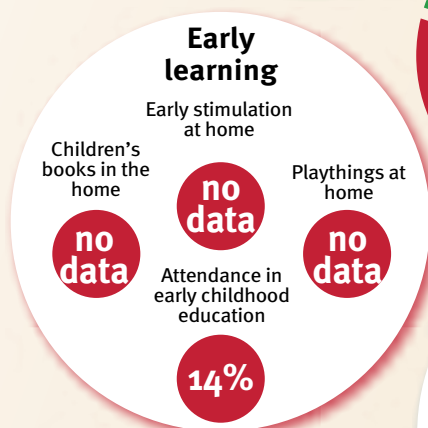 Early
learning
Early stimulation
at home
no
data
Children’s
books in the
home
no
data
Playthings at
home
no
data
Attendance in
early childhood
education
14%